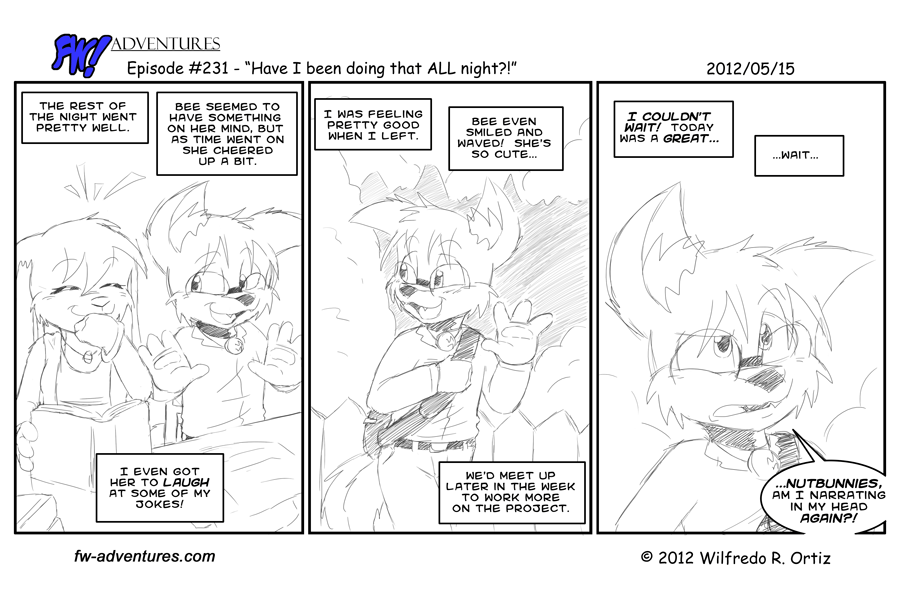 FW! ADVENTURES
Episode #231 - “Have I been doing that ALL night?!”
2012/05/15
THE REST OF
THE NIGHT WENT
PRETTY WELL.
BEE SEEMED TO
HAVE SOMETHING
ON HER MIND, BUT
AS TIME WENT ON
SHE CHEERED
UP A BIT.
I EVEN GOT
HER TO LAUGH
AT SOME OF MY
JOKES!
I WAS FEELING
PRETTY GOOD
WHEN I LEFT.
BEE EVEN
SMILED AND
WAVED! SHE'S
SO CUTE...
WE'D MEET UP
LATER IN THE WEEK
TO WORK MORE
ON THE PROJECT.
I COULDN'T
WAIT! TODAY
WAS A GREAT...
...WAIT...
...NUTBUNNIES,
AM I NARRATING
IN MY HEAD
AGAIN?!
fw-adventures.com
© 2012 Wilfredo R. Ortiz